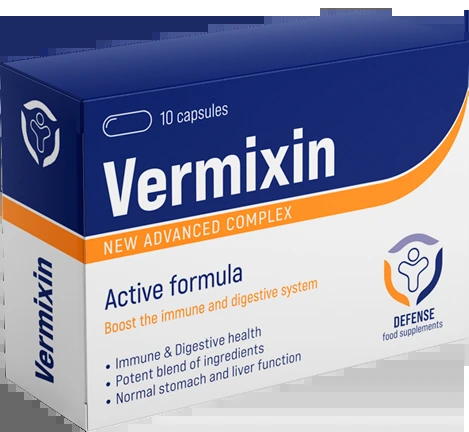 10 capsules
Vermixin
NEW ADVANCED COMPLEX
Active formula
Boost the immune and digestive system
• Immune & Digestive health
• Potent blend of ingredients
• Normal stomach and liver function
DEFENSE
food supplements
Vermixin